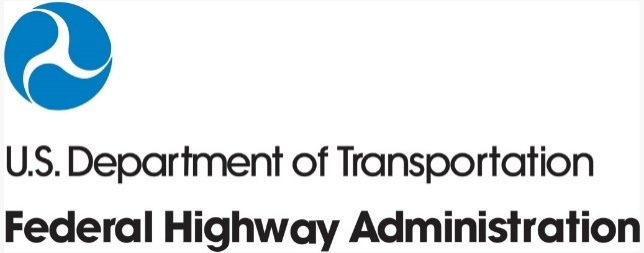 U.S. Department of Transportation
Federal Highway Administration